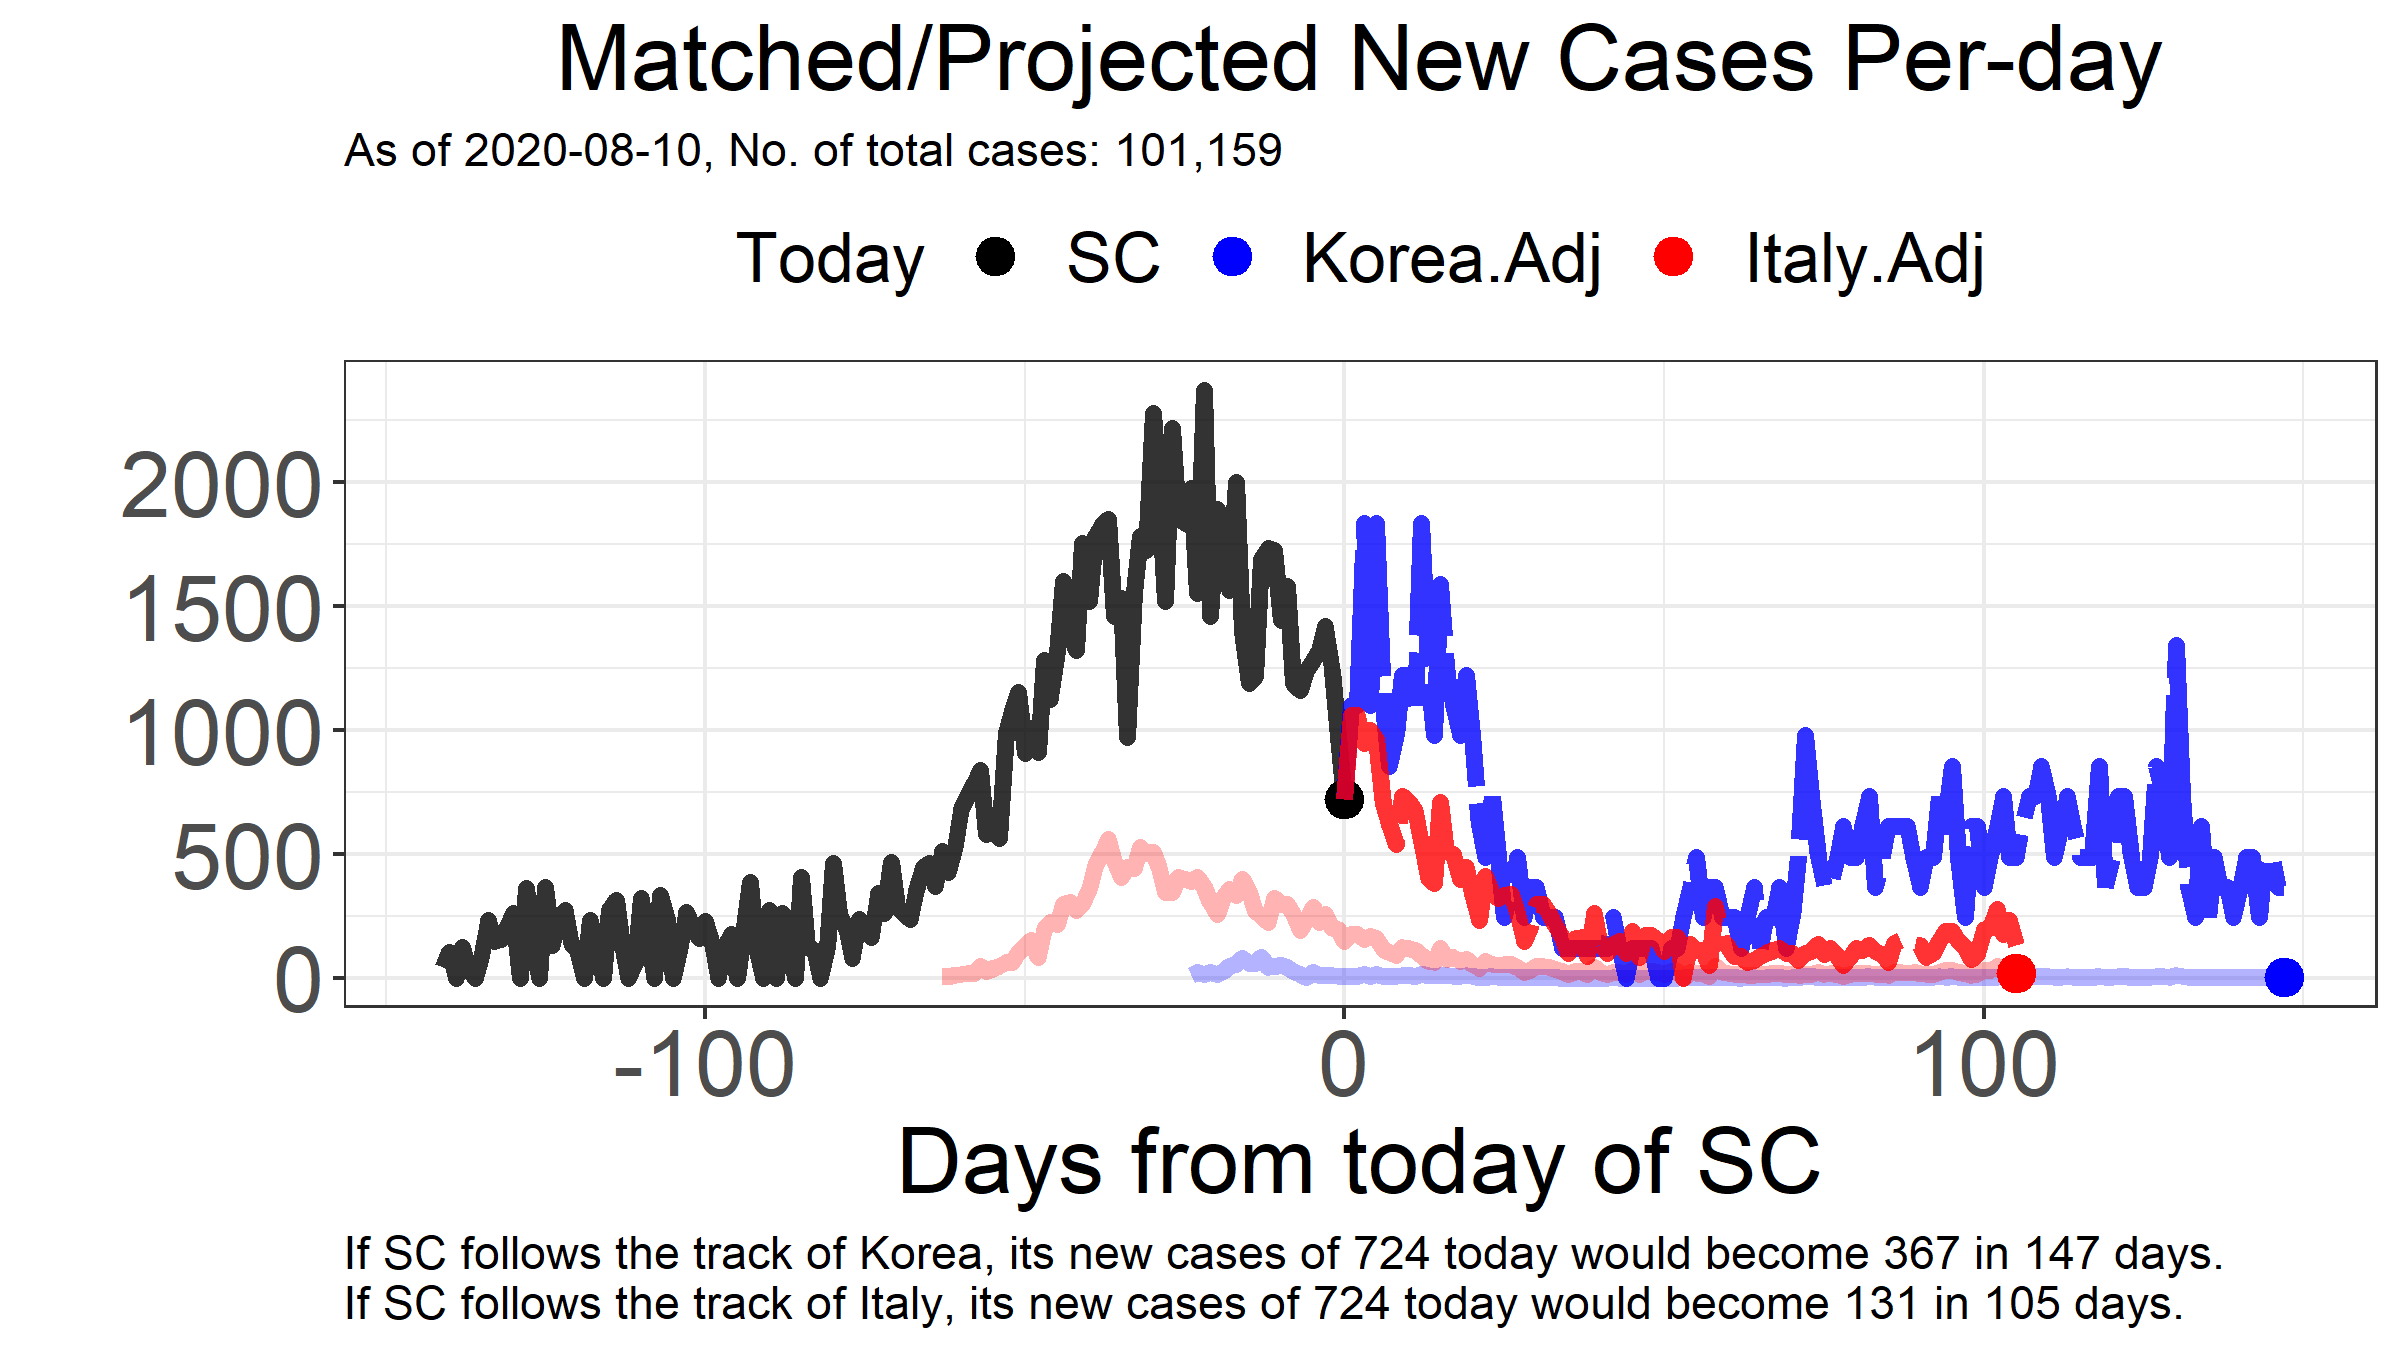 Matched/Projected New Cases Per-day
As of 2020-08-10, No. of total cases: 101,159
Today SC Korea.Adj Italy.Adj
2000
1500
1000
500
0
-100 0 100
Days from today of SC
If SC follows the track of Korea, its new cases of 724 today would become 367 in 147 days.
If SC follows the track of Italy, its new cases of 724 today would become 131 in 105 days.